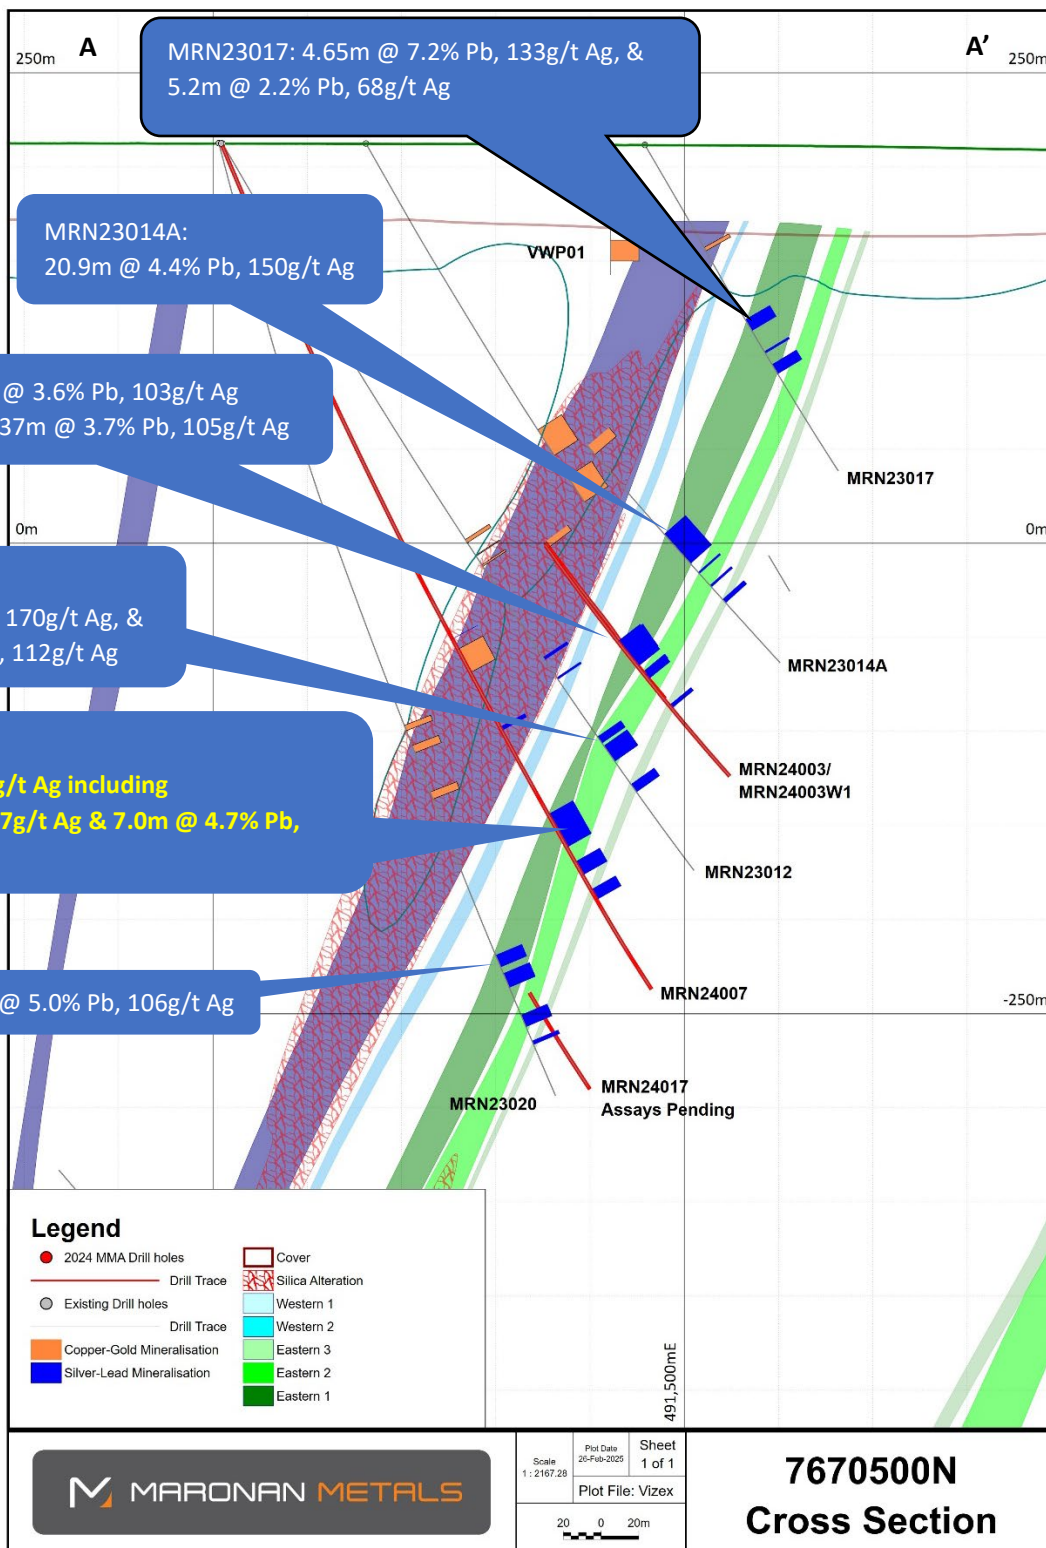 A
A'
250m
250m
MRN23017: 4.65m @ 7.2% Pb, 133g/t Ag, &
5.2m @ 2.2% Pb, 68g/t Ag
MRN23014A:
20.9m @ 4.4% Pb, 150g/t Ag
VWP01
@ 3.6% Pb, 103g/t Ag
37m @ 3.7% Pb, 105g/t Ag
MRN23017
0m
0m
170g/t Ag, &
, 112g/t Ag
MRN23014A
g/t Ag including
7g/t Ag & 7.0m @ 4.7% Pb,
MRN24003/
MRN24003W1
MRN23012
@ 5.0% Pb, 106g/t Ag
MRN24007
-250m
MRN24017
Assays Pending
MRN23020
Legend
2024 MMA Drill holes
Drill Trace
Existing Drill holes
Drill Trace
Copper-Gold Mineralisation
Silver-Lead Mineralisation
Cover
Silica Alteration
Western 1
Western 2
Eastern 3
Eastern 2
Eastern 1
491,500mE
MARONAN METALS
Scale
1 : 2167.28
Plot Date
26-Feb-2025
Sheet
1 of 1
Plot File: Vizex
20 0 20m
7670500N
Cross Section